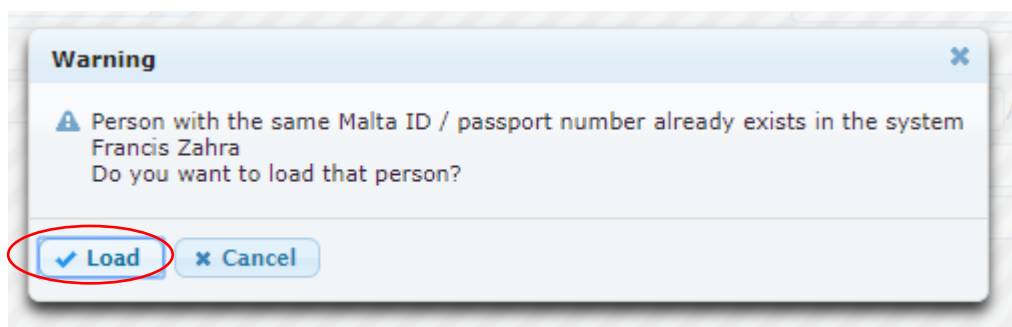 Warning
Person with the same Malta ID / passport number already exists in the system
Francis Zahra
Do you want to load that person?
Load
Cancel